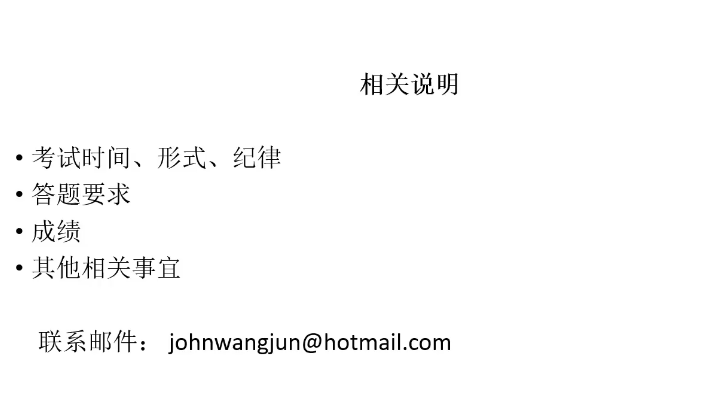 相关说明
• 考试时间、形式、纪律
• 答题要求
• 成绩
• 其他相关事宜
联系邮件： johnwangjun@hotmail.com